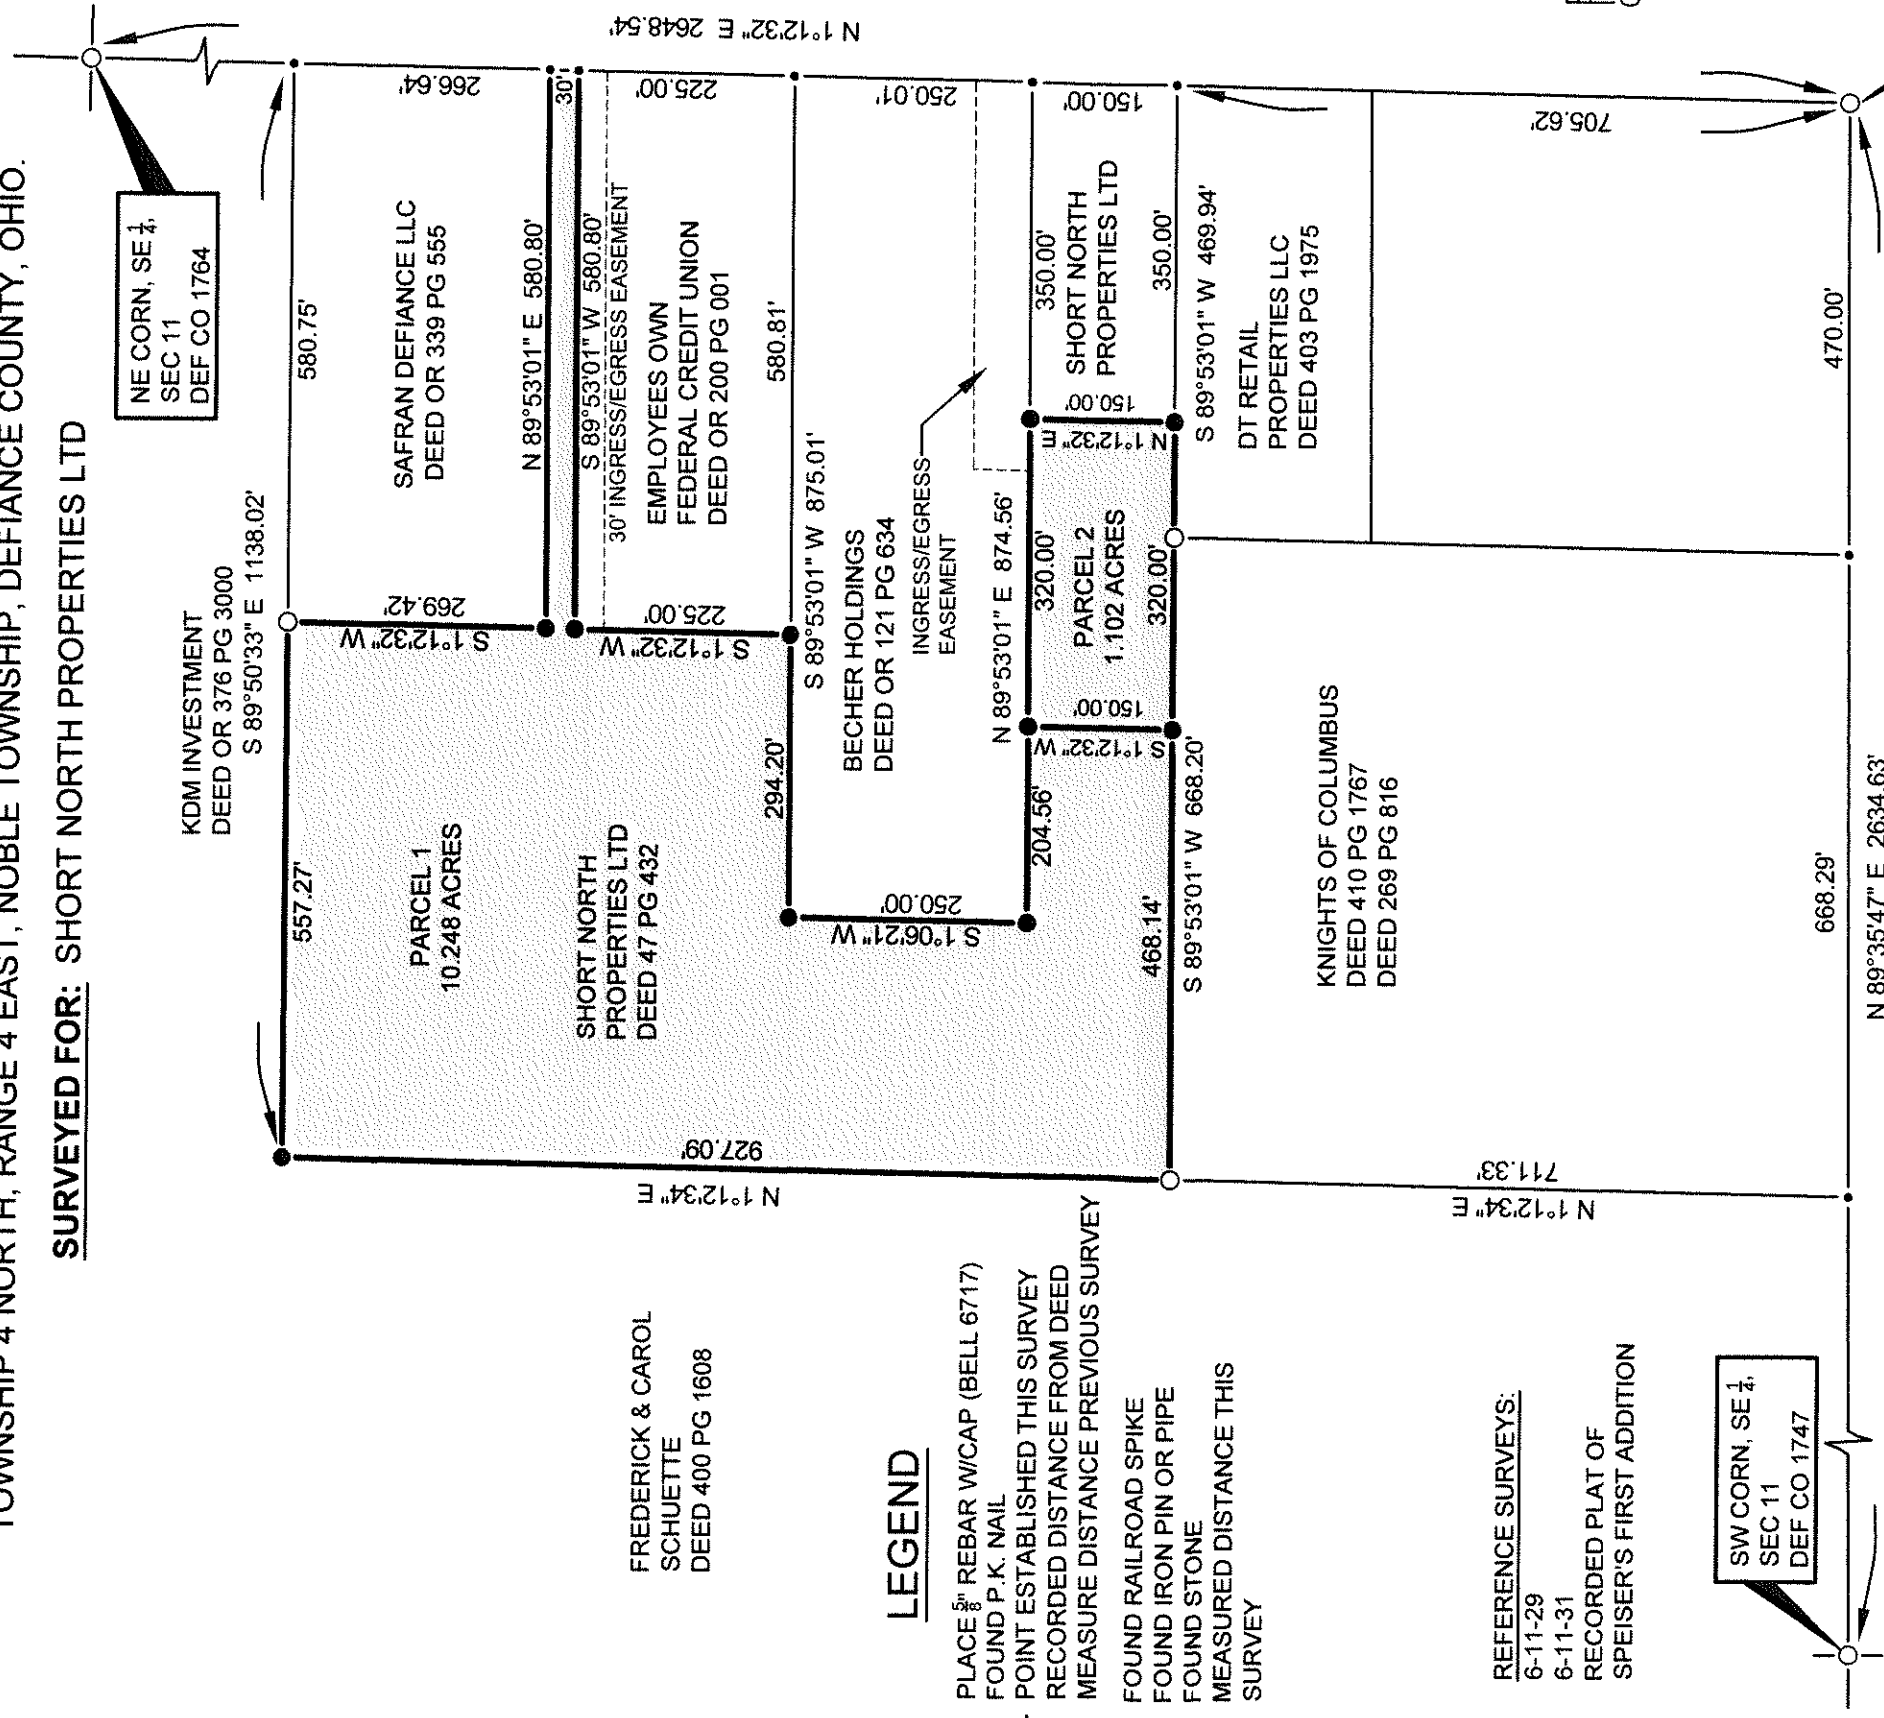 TOWNSHIP 4 NORTH, RANGE 4 EAST, NOBLE TOWNSHIP, DEFIANCE COUNTY, OHIO.
SURVEYED FOR: SHORT NORTH PROPERTIES LTD
NE CORN, SE 1/4,
SEC 11
DEF CO 1764
KDM INVESTMENT
DEED OR 376 PG 3000
S 89°50'33" E 1138.02'
557.27'
580.75'
N 1°12'32" E 2648.54'
266.64'
30'
225.00'
250.01'
150.00'
705.62'
SAFRAN DEFIANCE LLC
DEED OR 339 PG 555
269.42'
S 1°12'32" W
N 89°53'01" E 580.80'
S 89°53'01" W 580.80'
30' INGRESS/EGRESS EASEMENT
EMPLOYEES OWN
FEDERAL CREDIT UNION
DEED OR 200 PG 001
225.00'
S 1°12'32" W
580.81'
PARCEL 1
10.248 ACRES
SHORT NORTH
PROPERTIES LTD
DEED 47 PG 432
294.20'
S 89°53'01" W 875.01'
BECHER HOLDINGS
DEED OR 121 PG 634
INGRESS/EGRESS
EASEMENT
250.00'
S 1°06'21" W
N 89°53'01" E 874.56'
204.56'
320.00'
350.00'
PARCEL 2
1.102 ACRES
SHORT NORTH
PROPERTIES LTD
150.00'
S 1°12'32" W
150.00'
N 1°12'32" E
468.14'
320.00'
350.00'
S 89°53'01" W 668.20'
S 89°53'01" W 469.94'
DT RETAIL
PROPERTIES LLC
DEED 403 PG 1975
KNIGHTS OF COLUMBUS
DEED 410 PG 1767
DEED 269 PG 816
927.09'
N 1°12'34" E
711.33'
N 1°12'34" E
668.29'
470.00'
N 89°35'47" E 2634.63'
FREDERICK & CAROL
SCHUETTE
DEED 400 PG 1608
LEGEND
PLACE 5/8" REBAR W/CAP (BELL 6717)
FOUND P.K. NAIL
POINT ESTABLISHED THIS SURVEY
RECORDED DISTANCE FROM DEED
MEASURE DISTANCE PREVIOUS SURVEY
FOUND RAILROAD SPIKE
FOUND IRON PIN OR PIPE
FOUND STONE
MEASURED DISTANCE THIS
SURVEY
REFERENCE SURVEYS:
6-11-29
6-11-31
RECORDED PLAT OF
SPEISER'S FIRST ADDITION
SW CORN, SE 1/4,
SEC 11
DEF CO 1747